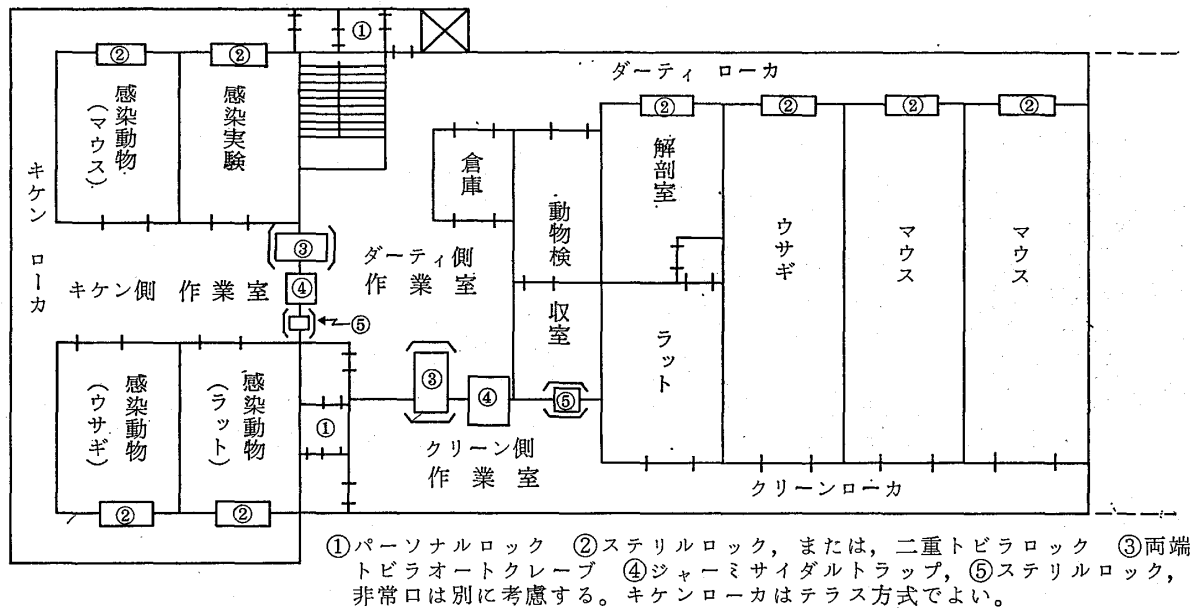 ①
②
②
ダーティ ローカ
感染動物
(マウス)
感染実験
②
②
②
②
解剖室
倉庫
動物検
収室
ウサギ
マウス
マウス
キケン ローカ
③
ダーティ側
作業室
キケン側 作業室
④
⑤
ラット
感染動物
(ウサギ)
感染動物
(ラット)
①
③
④
⑤
クリーン側
作業室
クリーンローカ
②
②
①パーソナルロック ②ステリルロック, または, 二重トビラロック ③両端
トビラオートクレーブ ④ジャーミサイダルトラップ, ⑤ステリルロック,
非常口は別に考慮する。キケンローカはテラス方式でよい。